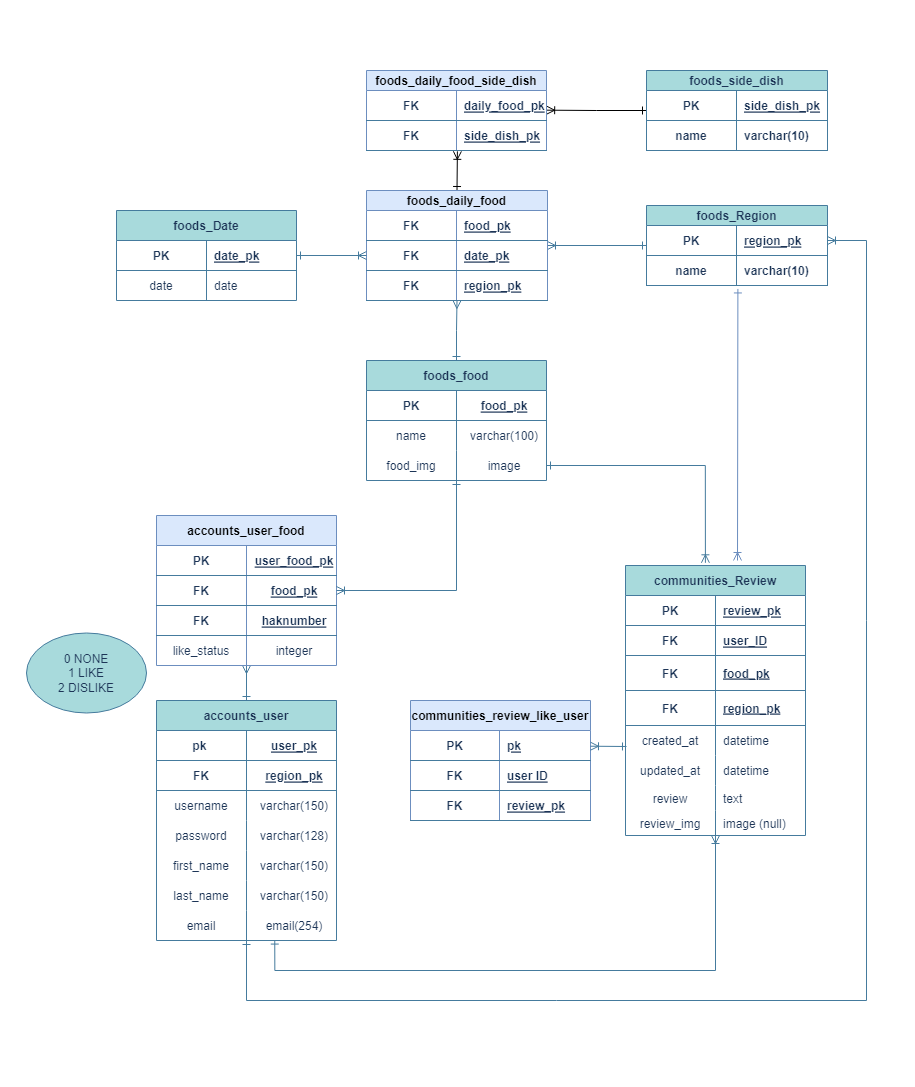 foods_daily_food_side_dish
FK daily_food_pk
FK side_dish_pk
foods_side_dish
PK side_dish_pk
name varchar(10)
foods_Date
PK date_pk
date date
foods_daily_food
FK food_pk
FK date_pk
FK region_pk
foods_Region
PK region_pk
name varchar(10)
foods_food
PK food_pk
name varchar(100)
food_img image
accounts_user_food
PK user_food_pk
FK food_pk
FK haknumber
like_status integer
0 NONE
1 LIKE
2 DISLIKE
accounts_user
pk user_pk
FK region_pk
username varchar(150)
password varchar(128)
first_name varchar(150)
last_name varchar(150)
email email(254)
communities_review_like_user
PK pk
FK user ID
FK review_pk
communities_Review
PK review_pk
FK user_ID
FK food_pk
FK region_pk
created_at datetime
updated_at datetime
review text
review_img image (null)